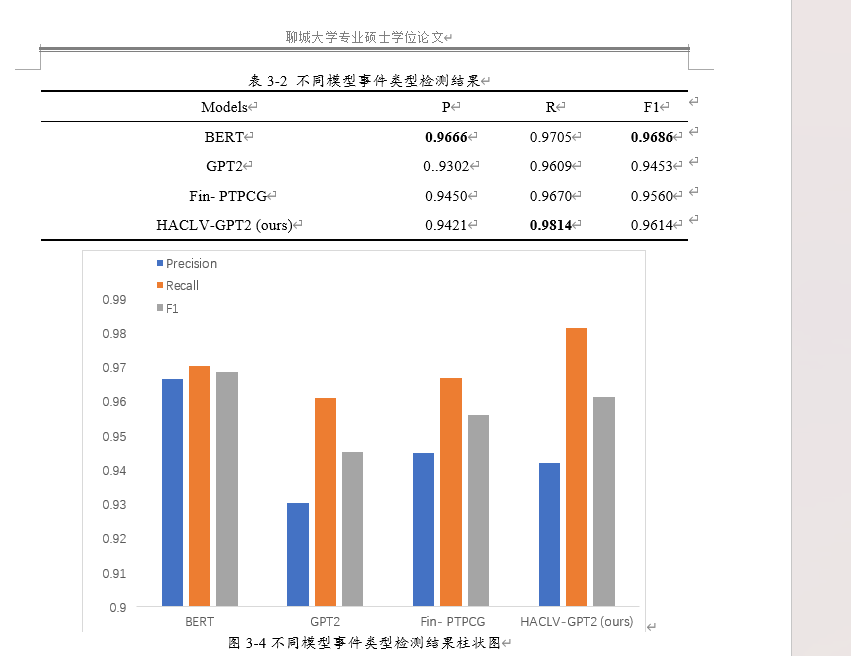 聊城大学专业硕士学位论文
表 3-2 不同模型事件类型检测结果
Models P R F1
BERT 0.9666 0.9705 0.9686
GPT2 0..9302 0.9609 0.9453
Fin- PTPCG 0.9450 0.9670 0.9560
HACLV-GPT2 (ours) 0.9421 0.9814 0.9614
Precision
Recall
F1
0.99
0.98
0.97
0.96
0.95
0.94
0.93
0.92
0.91
0.9
BERT GPT2 Fin- PTPCG HACLV-GPT2 (ours)
图 3-4 不同模型事件类型检测结果柱状图